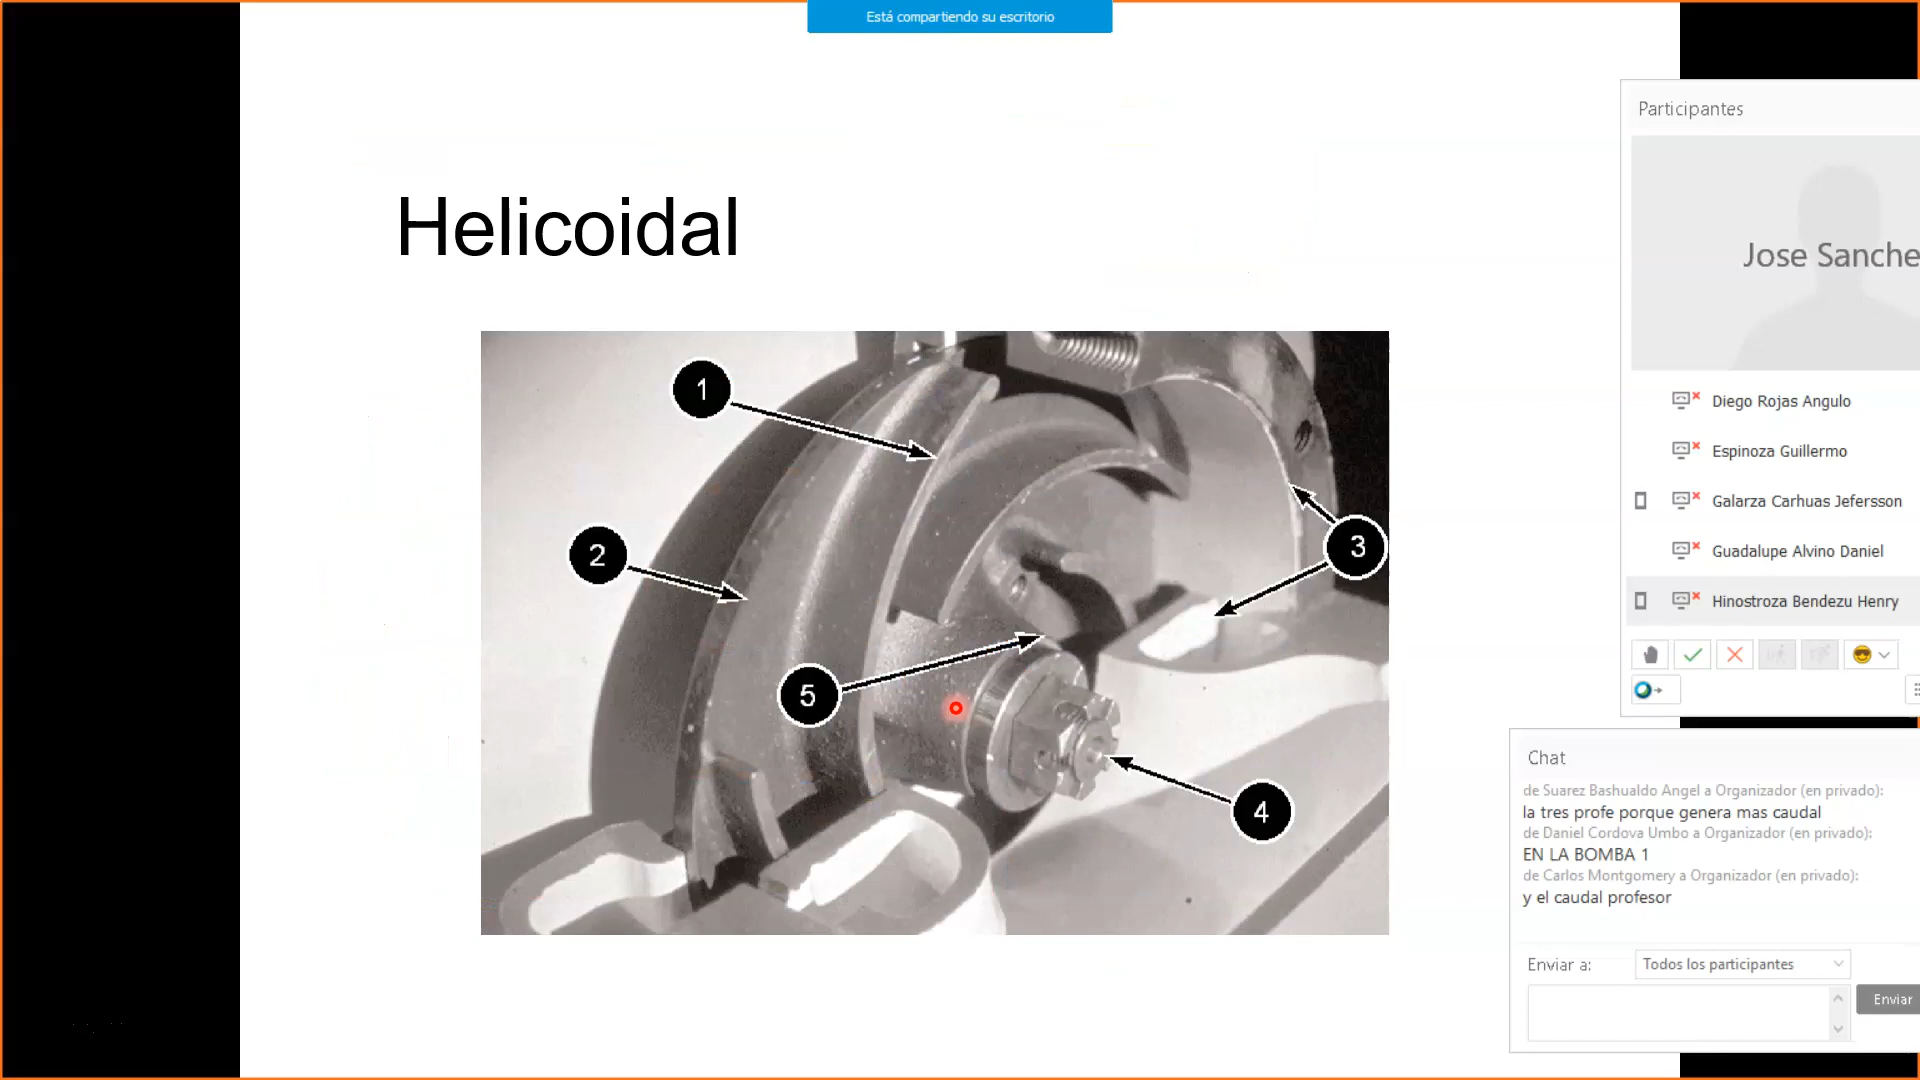 Está compartiendo su escritorio
Helicoidal
1
2
3
5
4
Participantes
Jose Sanche
Diego Rojas Angulo
Espinoza Guillermo
Galarza Carhuas Jefersson
Guadalupe Alvino Daniel
Hinostroza Bendezu Henry
Chat
de Suarez Bashualdo Angel a Organizador (en privado):
la tres profe porque genera mas caudal
de Daniel Cordova Umbo a Organizador (en privado):
EN LA BOMBA 1
de Carlos Montgomery a Organizador (en privado):
y el caudal profesor
Enviar a:
Todos los participantes
Enviar